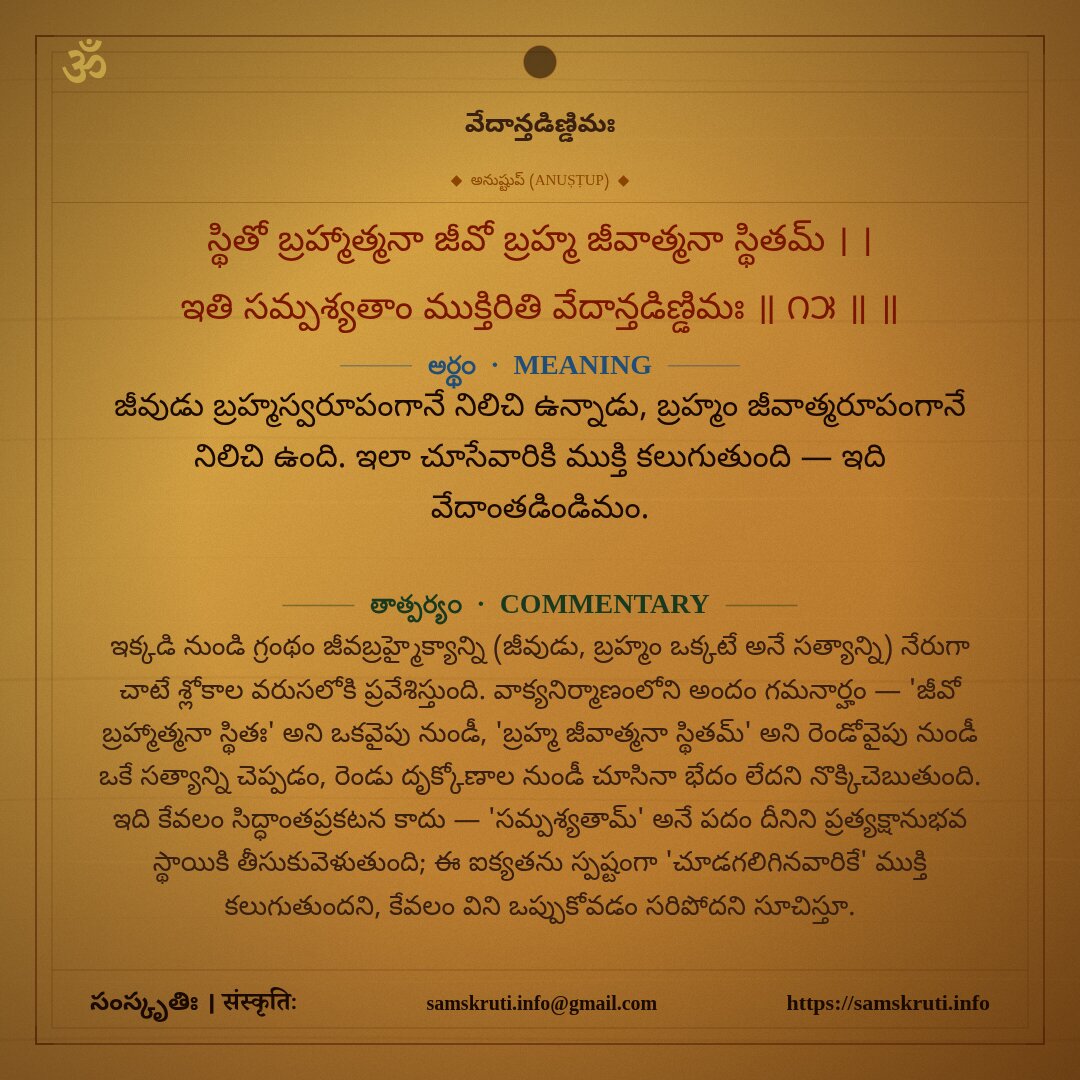 ॐ
వేదాన్తడిణ్డిమః
◆ అనుష్టుప్ (ANUṢṬUP) ◆
స్థితో బ్రహ్మాత్మనా జీవో బ్రహ్మ జీవాత్మనా స్థితమ్ । ।
ఇతి సమ్పశ్యతాం ముక్తిరితి వేదాన్తడిణ్డిమః ॥ ౧౫ ॥ ॥
అర్థం · MEANING
జీవుడు బ్రహ్మస్వరూపంగానే నిలిచి ఉన్నాడు, బ్రహ్మం జీవాత్మరూపంగానే
నిలిచి ఉంది. ఇలా చూసేవారికి ముక్తి కలుగుతుంది — ఇది
వేదాంతడిండిమం.
తాత్పర్యం · COMMENTARY
ఇక్కడి నుండి గ్రంథం జీవబ్రహ్మైక్యాన్ని (జీవుడు, బ్రహ్మం ఒక్కటే అనే సత్యాన్ని) నేరుగా
చాటే శ్లోకాల వరుసలోకి ప్రవేశిస్తుంది. వాక్యనిర్మాణంలోని అందం గమనార్హం — 'జీవో
బ్రహ్మాత్మనా స్థితః' అని ఒకవైపు నుండీ, 'బ్రహ్మ జీవాత్మనా స్థితమ్' అని రెండోవైపు నుండీ
ఒకే సత్యాన్ని చెప్పడం, రెండు దృక్కోణాల నుండీ చూసినా భేదం లేదని నొక్కిచెబుతుంది.
ఇది కేవలం సిద్ధాంతప్రకటన కాదు — 'సమ్పశ్యతామ్' అనే పదం దీనిని ప్రత్యక్షానుభవ
స్థాయికి తీసుకువెళుతుంది; ఈ ఐక్యతను స్పష్టంగా 'చూడగలిగినవారికే' ముక్తి
కలుగుతుందని, కేవలం విని ఒప్పుకోవడం సరిపోదని సూచిస్తూ.
సంస్కృతిః | संस्कृतिः samskruti.info@gmail.com https://samskruti.info